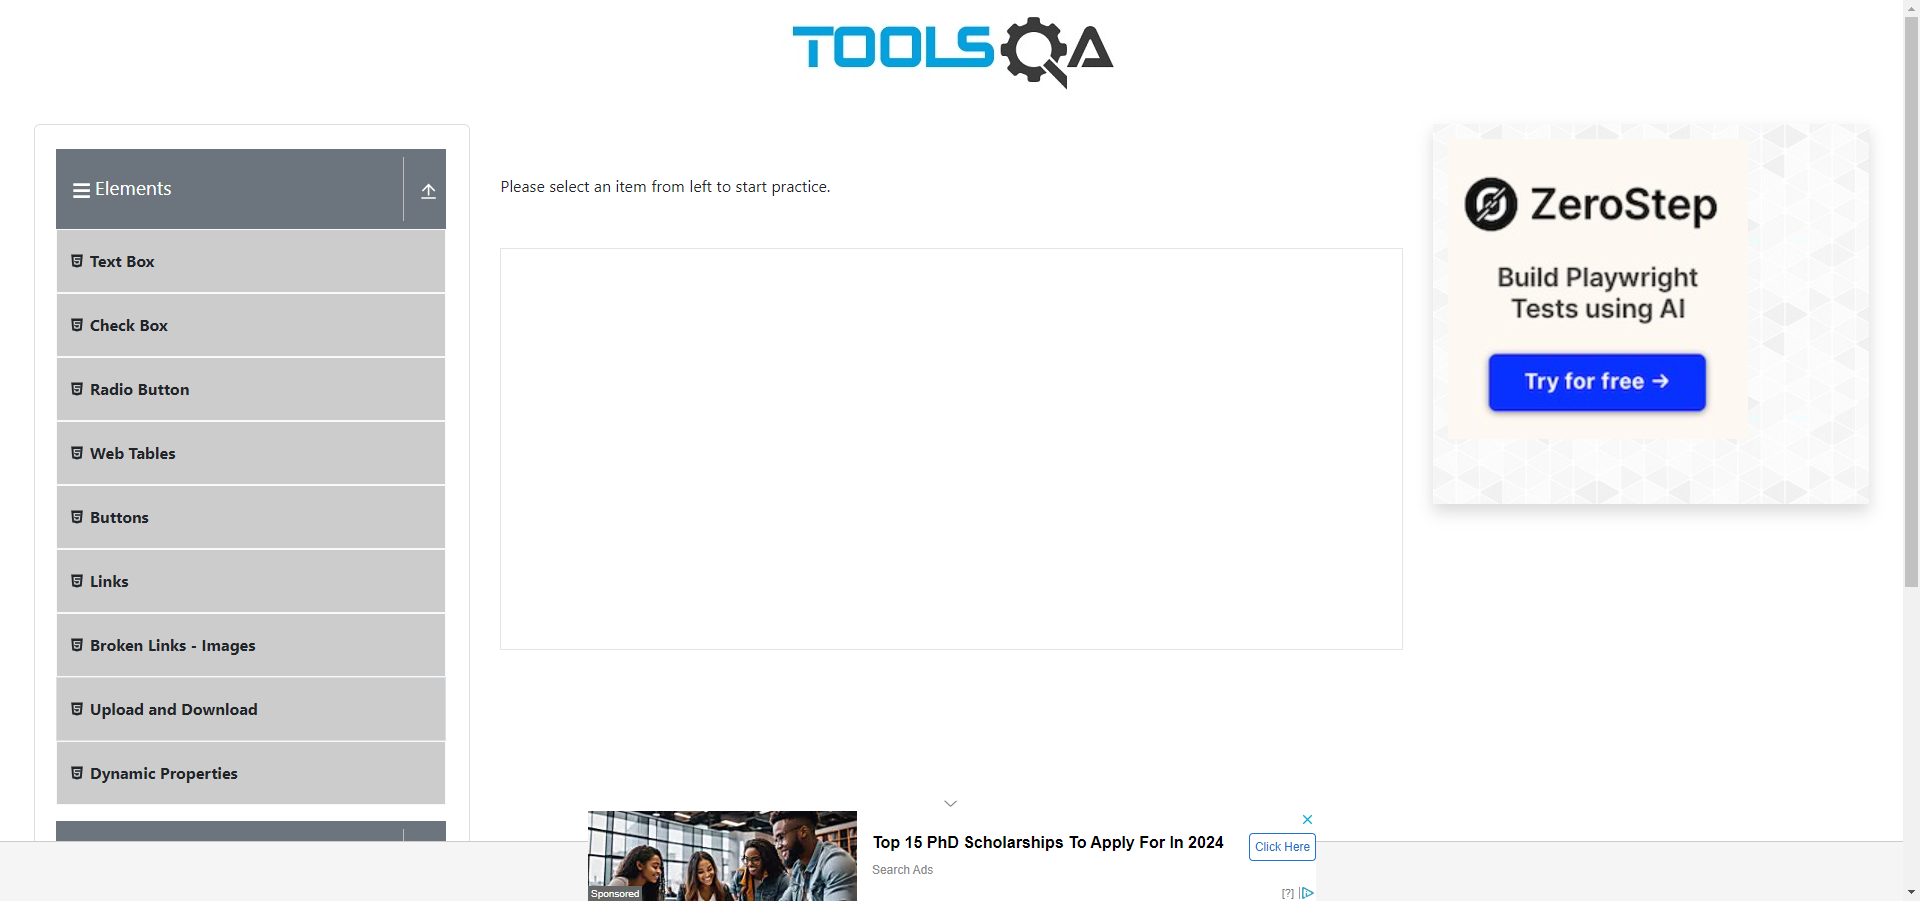 TOOLSQA
Elements
Text Box
Check Box
Radio Button
Web Tables
Buttons
Links
Broken Links - Images
Upload and Download
Dynamic Properties
Please select an item from left to start practice.
ZeroStep
Build Playwright
Tests using AI
Try for free →
Sponsored
Top 15 PhD Scholarships To Apply For In 2024
Search Ads
Click Here
[?]